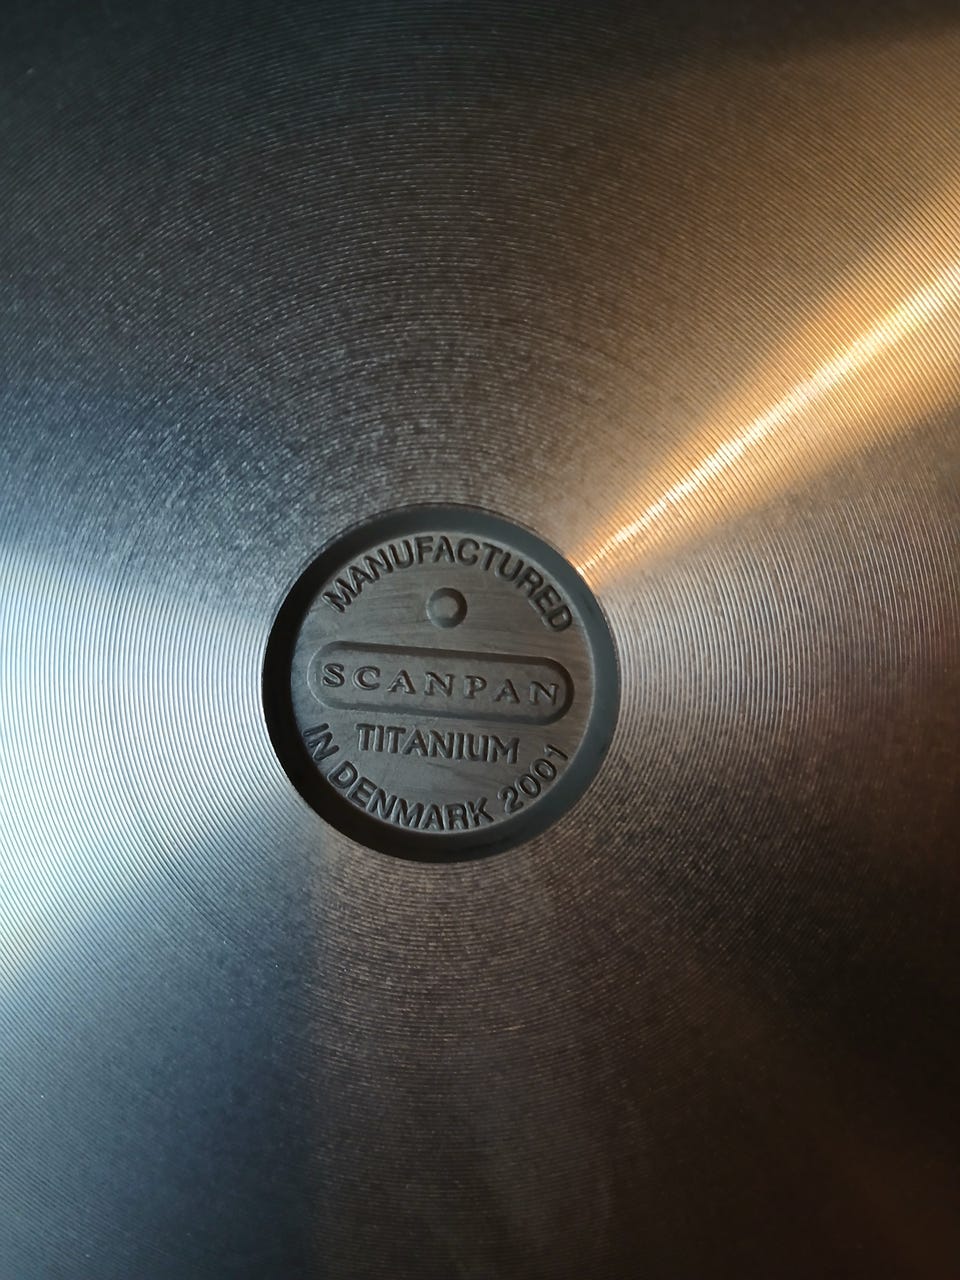 MANUFACTURED
SCANPAN
TITANIUM
IN DENMARK 2001